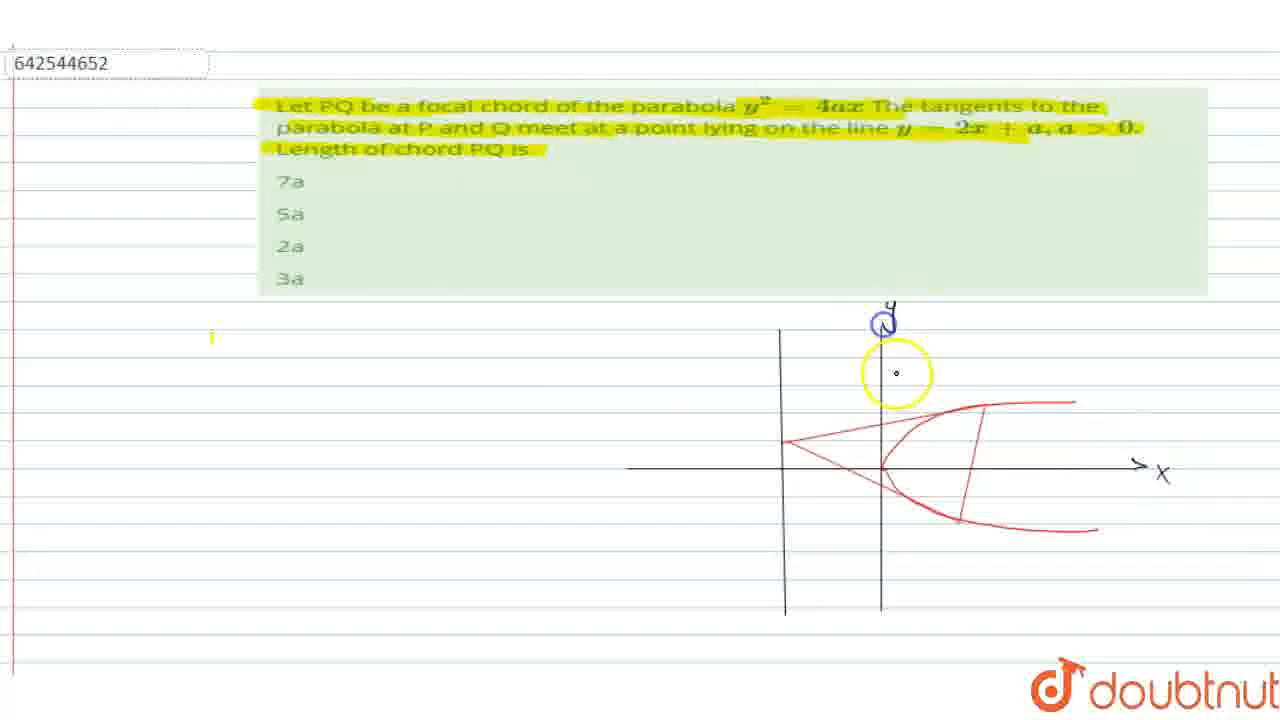 642544652
Let PQ be a focal chord of the parabola y² = 4ax The tangents to the
parabola at P and Q meet at a point lying on the line y = 2x + a, a > 0.
Length of chord PQ is
7a
5a
2a
3a
y
x
doubtnut